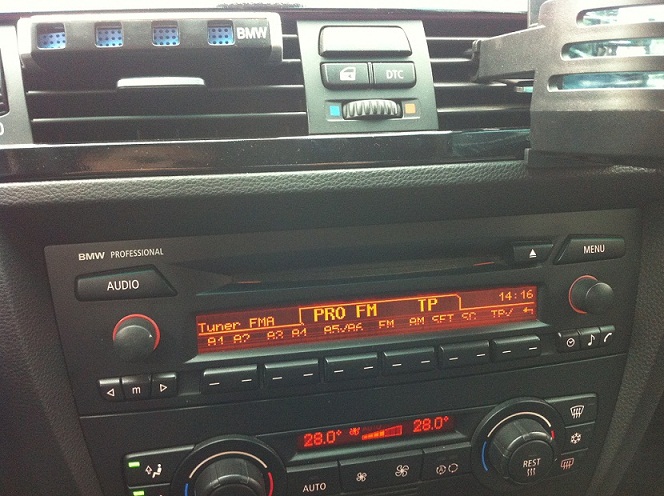 BMW
DTC
BMW PROFESSIONAL
MENU
AUDIO
PRO FM TP 14:16
Tuner FMA
A1 A2 A3 A4 A5/A6 FM AM SET SC TP/
m
28.0° 28.0°
AUTO
REST